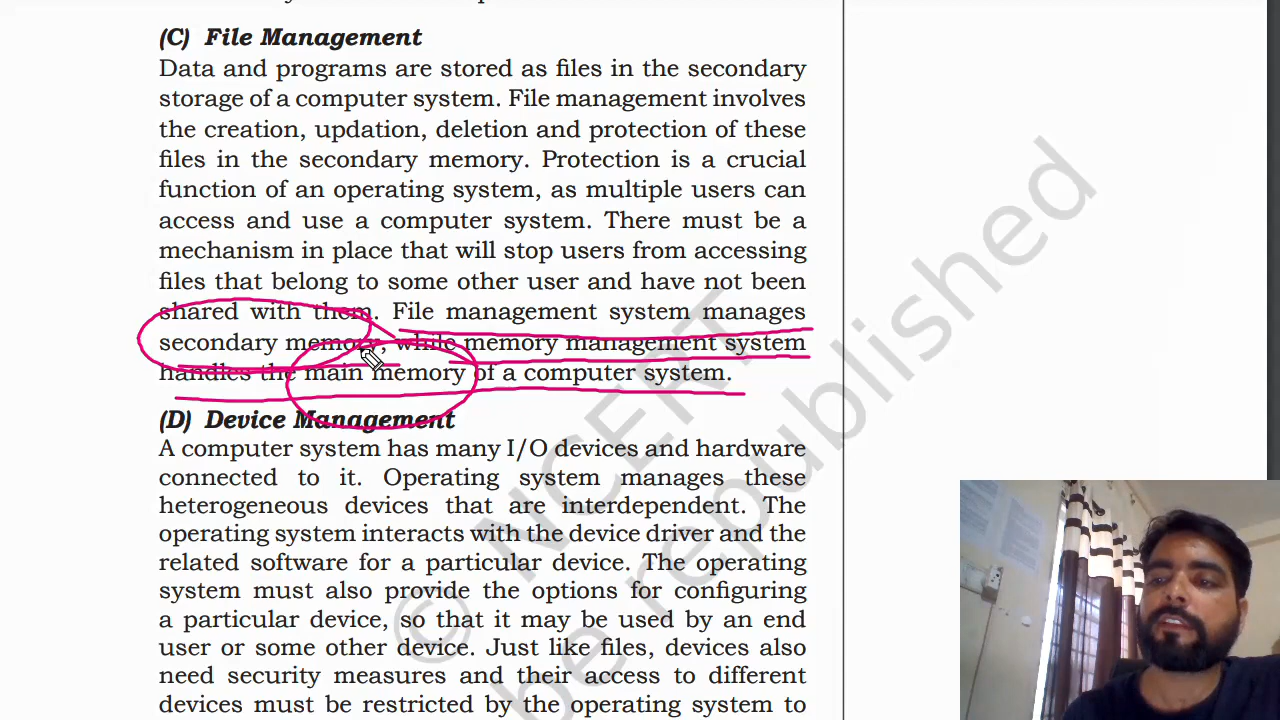 (C) File Management
Data and programs are stored as files in the secondary
storage of a computer system. File management involves
the creation, updation, deletion and protection of these
files in the secondary memory. Protection is a crucial
function of an operating system, as multiple users can
access and use a computer system. There must be a
mechanism in place that will stop users from accessing
files that belong to some other user and have not been
shared with them. File management system manages
secondary memory, while memory management system
handles the main memory of a computer system.
(D) Device Management
A computer system has many I/O devices and hardware
connected to it. Operating system manages these
heterogeneous devices that are interdependent. The
operating system interacts with the device driver and the
related software for a particular device. The operating
system must also provide the options for configuring
a particular device, so that it may be used by an end
user or some other device. Just like files, devices also
need security measures and their access to different
devices must be restricted by the operating system to
© NCERT
be republished